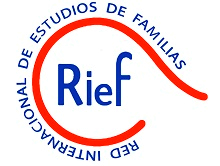 RED INTERNACIONAL DE ESTUDIOS DE FAMILIAS
Rief